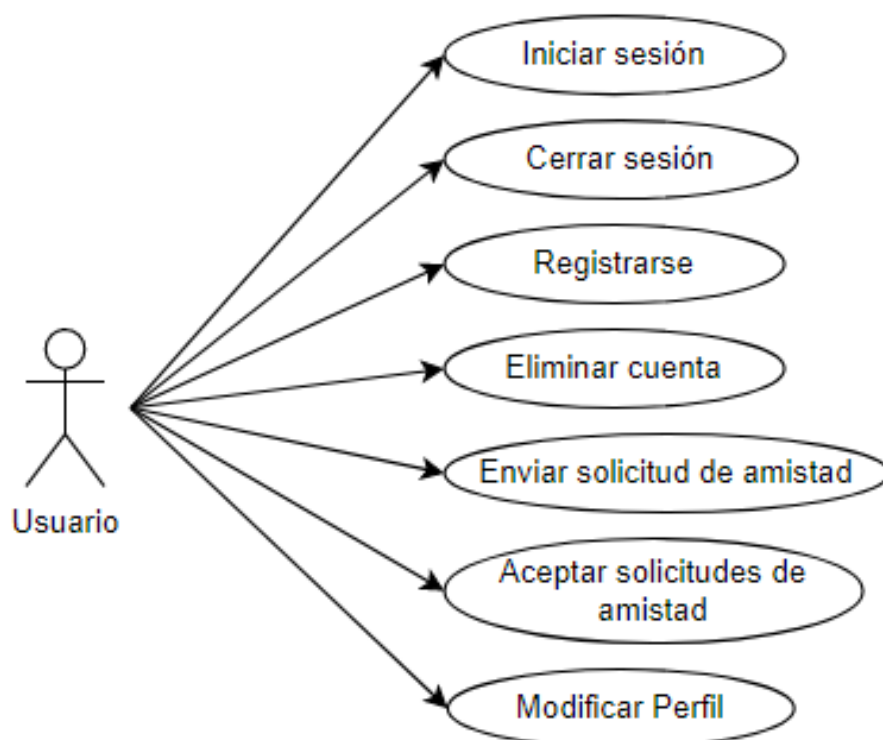 Iniciar sesión
Cerrar sesión
Registrarse
Eliminar cuenta
Enviar solicitud de amistad
Usuario
Aceptar solicitudes de
amistad
Modificar Perfil